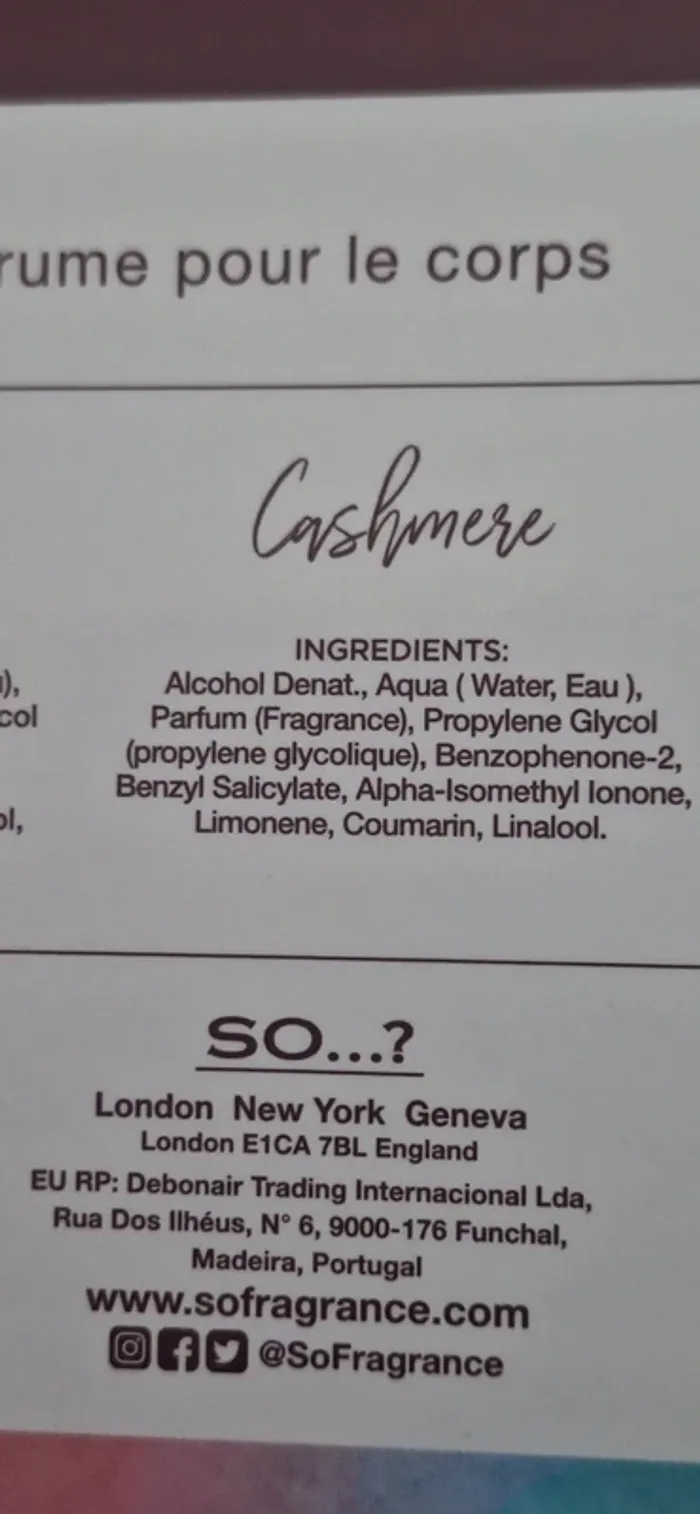 pour le corps
Cashmere
INGREDIENTS:
Alcohol Denat., Aqua ( Water, Eau ),
Parfum (Fragrance), Propylene Glycol
(propylene glycolique), Benzophenone-2,
Benzyl Salicylate, Alpha-Isomethyl Ionone,
Limonene, Coumarin, Linalool.
SO...?
London New York Geneva
London E1CA 7BL England
EU RP: Debonair Trading Internacional Lda,
Rua Dos Ilhéus, N° 6, 9000-176 Funchal,
Madeira, Portugal
www.sofragrance.com
@SoFragrance